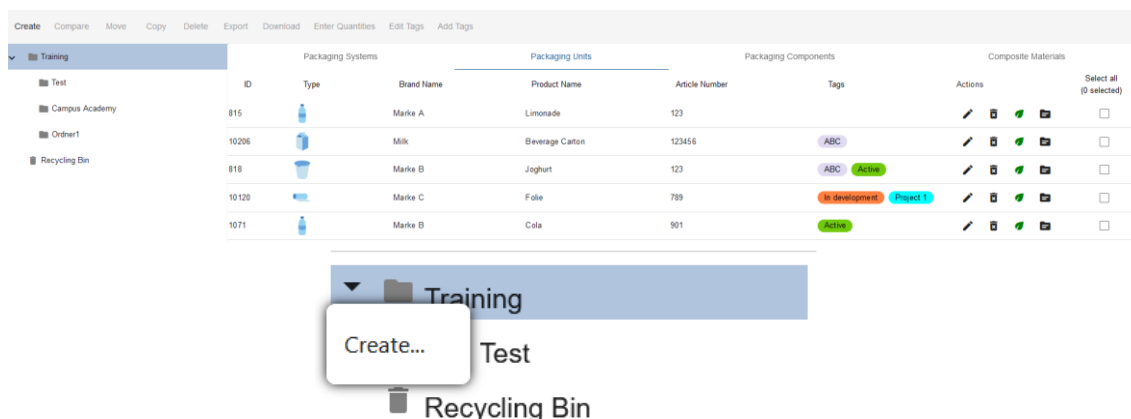 Create Compare Move Copy Delete Export Download Enter Quantities Edit Tags Add Tags
Training
Test
Campus Academy
Ordner1
Recycling Bin
Packaging Systems Packaging Units Packaging Components Composite Materials
ID Type Brand Name Product Name Article Number Tags Actions Select all
(0 selected)
815 Marke A Limonade 123
10206 Milk Beverage Carton 123456 ABC
818 Marke B Joghurt 123 ABC Active
10120 Marke C Folie 789 In development Project 1
1071 Marke B Cola 901 Active
Training
Create...
Test
Recycling Bin